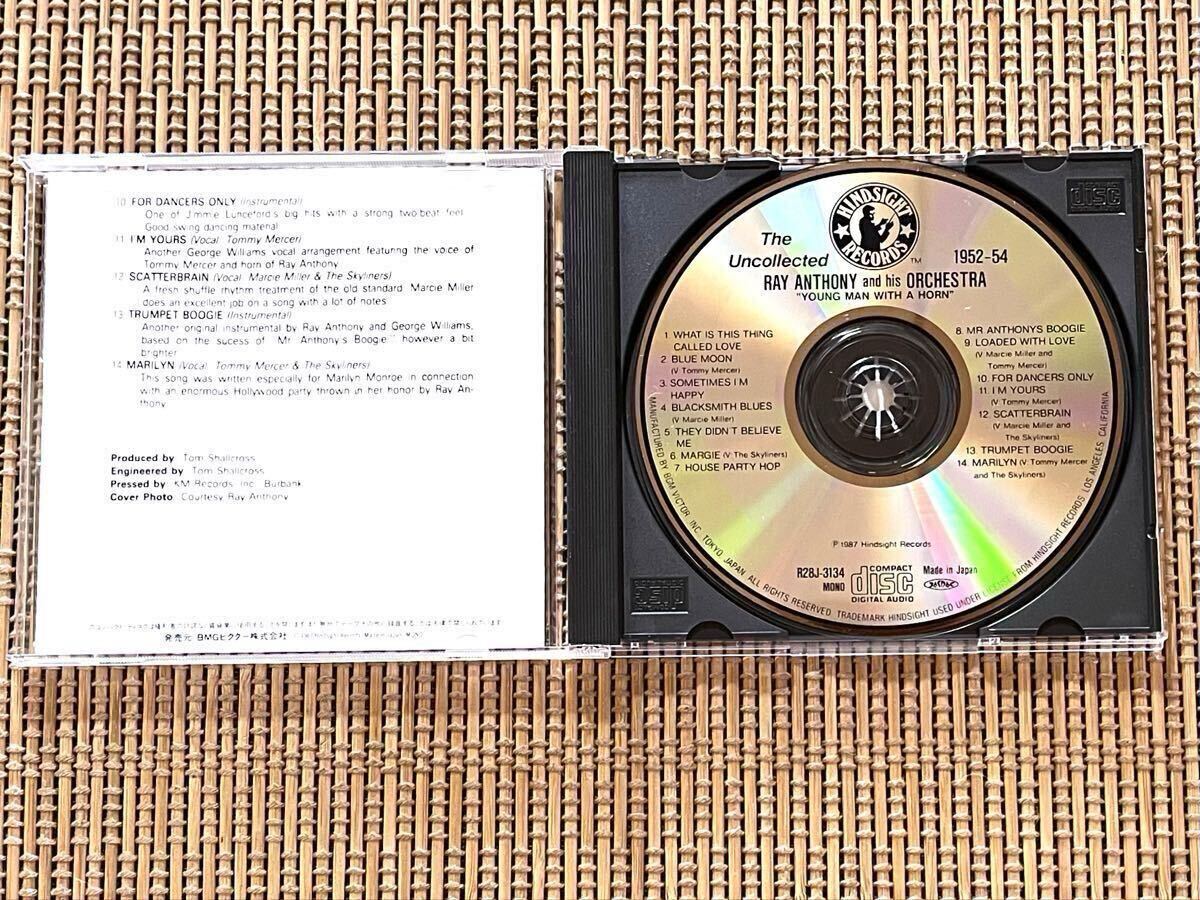 10. FOR DANCERS ONLY (Instrumental)
One of Jimmie Lunceford's big hits with a strong two-beat feel.
Good swing dancing material
11. I'M YOURS (Vocal: Tommy Mercer)
Another George Williams vocal arrangement featuring the voice of
Tommy Mercer and horn of Ray Anthony
12. SCATTERBRAIN (Vocal: Marcie Miller & The Skyliners)
A fresh shuffle rhythm treatment of the old standard. Marcie Miller
does an excellent job on a song with a lot of notes
13. TRUMPET BOOGIE (Instrumental)
Another original instrumental by Ray Anthony and George Williams,
based on the sucess of "Mr Anthony's Boogie" however a bit
brighter
14. MARILYN (Vocal: Tommy Mercer & The Skyliners)
This song was written especially for Marilyn Monroe in connection
with an enormous Hollywood party thrown in her honor by Ray An-
thony
Produced by Tom Shallcross
Engineered by Tom Shallcross
Pressed by KM Records, Inc. Burbank
Cover Photo Courtesy Ray Anthony
発売元 BMGビクター株式会社
HINDSIGHT RECORDS TM
The
Uncollected
1952-54
RAY ANTHONY and his ORCHESTRA
"YOUNG MAN WITH A HORN"
1. WHAT IS THIS THING
CALLED LOVE
2. BLUE MOON
(V Tommy Mercer)
3. SOMETIMES I'M
HAPPY
4. BLACKSMITH BLUES
(V Marcie Miller)
5. THEY DIDN'T BELIEVE
ME
6. MARGIE (V The Skyliners)
7. HOUSE PARTY HOP
8. MR ANTHONYS BOOGIE
9. LOADED WITH LOVE
(V Marcie Miller and
Tommy Mercer)
10. FOR DANCERS ONLY
11. I'M YOURS
(V Tommy Mercer)
12. SCATTERBRAIN
(V Marcie Miller and
The Skyliners)
13. TRUMPET BOOGIE
14. MARILYN (V Tommy Mercer
and The Skyliners)
℗1987 Hindsight Records
R28J-3134
MONO
COMPACT
disc
DIGITAL AUDIO
Made in Japan
MANUFACTURED BY BGM VICTOR, INC. TOKYO, JAPAN. ALL RIGHTS RESERVED. TRADEMARK HINDSIGHT USED UNDER LICENSE FROM HINDSIGHT RECORDS, LOS ANGELES, CALIFORNIA
COMPACT
disc
DIGITAL AUDIO